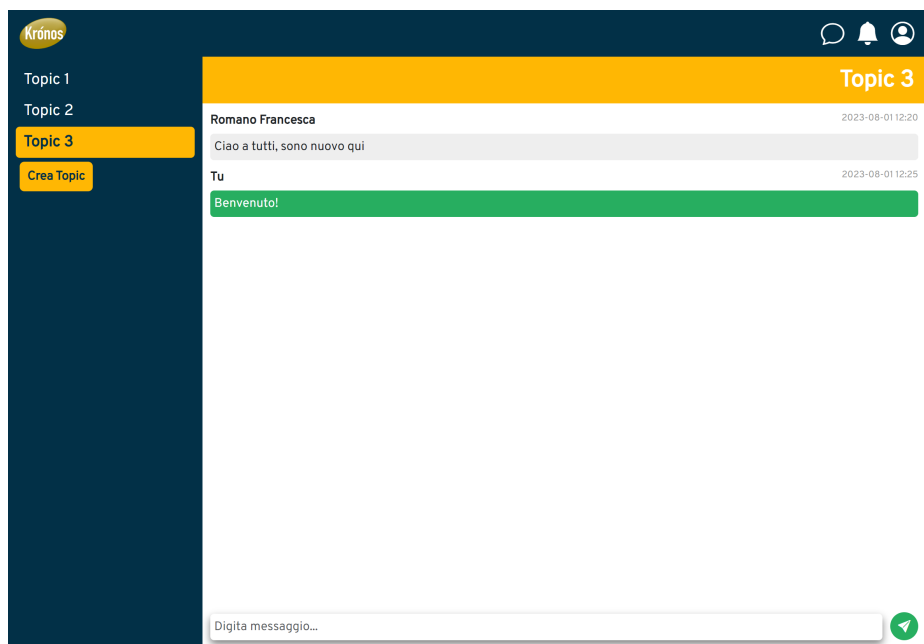 Krónos
Topic 1
Topic 2
Topic 3
Crea Topic
Topic 3
Romano Francesca
2023-08-01 12:20
Ciao a tutti, sono nuovo qui
Tu
2023-08-01 12:25
Benvenuto!
Digita messaggio...